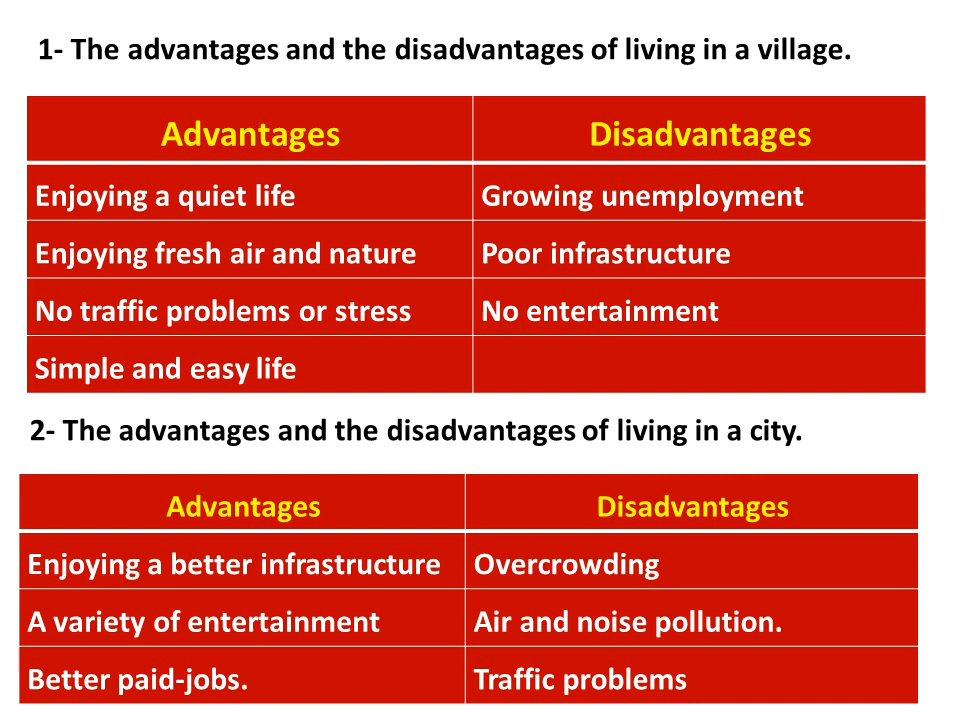 1- The advantages and the disadvantages of living in a village.
Advantages Disadvantages
Enjoying a quiet life Growing unemployment
Enjoying fresh air and nature Poor infrastructure
No traffic problems or stress No entertainment
Simple and easy life
2- The advantages and the disadvantages of living in a city.
Advantages Disadvantages
Enjoying a better infrastructure Overcrowding
A variety of entertainment Air and noise pollution.
Better paid-jobs. Traffic problems